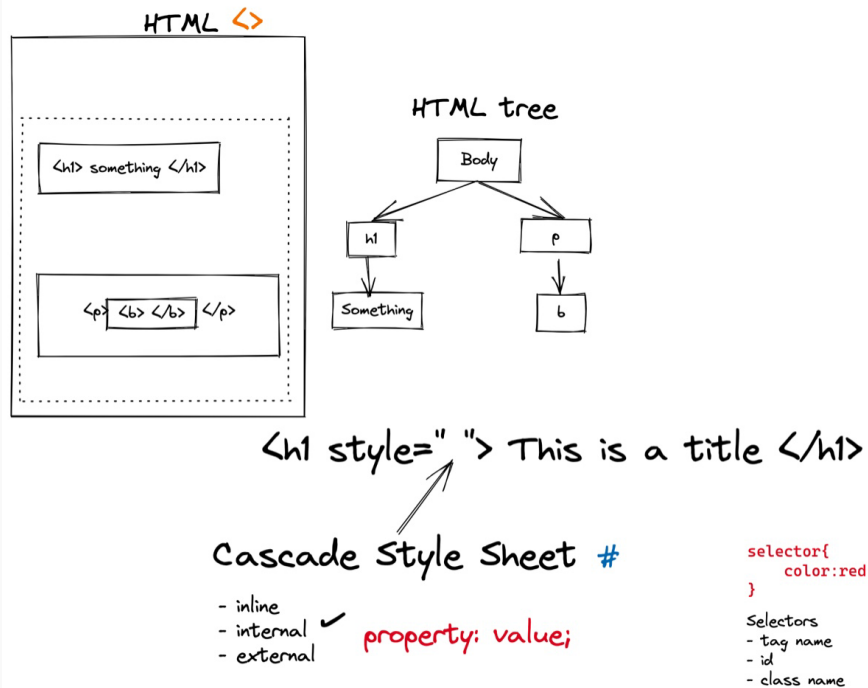 HTML <>
<h1> something </h1>
<p> <b> </b> </p>
HTML tree
Body
h1
p
Something
b
<h1 style=" "> This is a title </h1>
Cascade Style Sheet #
- inline
- internal ✓
- external
property: value;
selector{
color:red
}
Selectors
- tag name
- id
- class name